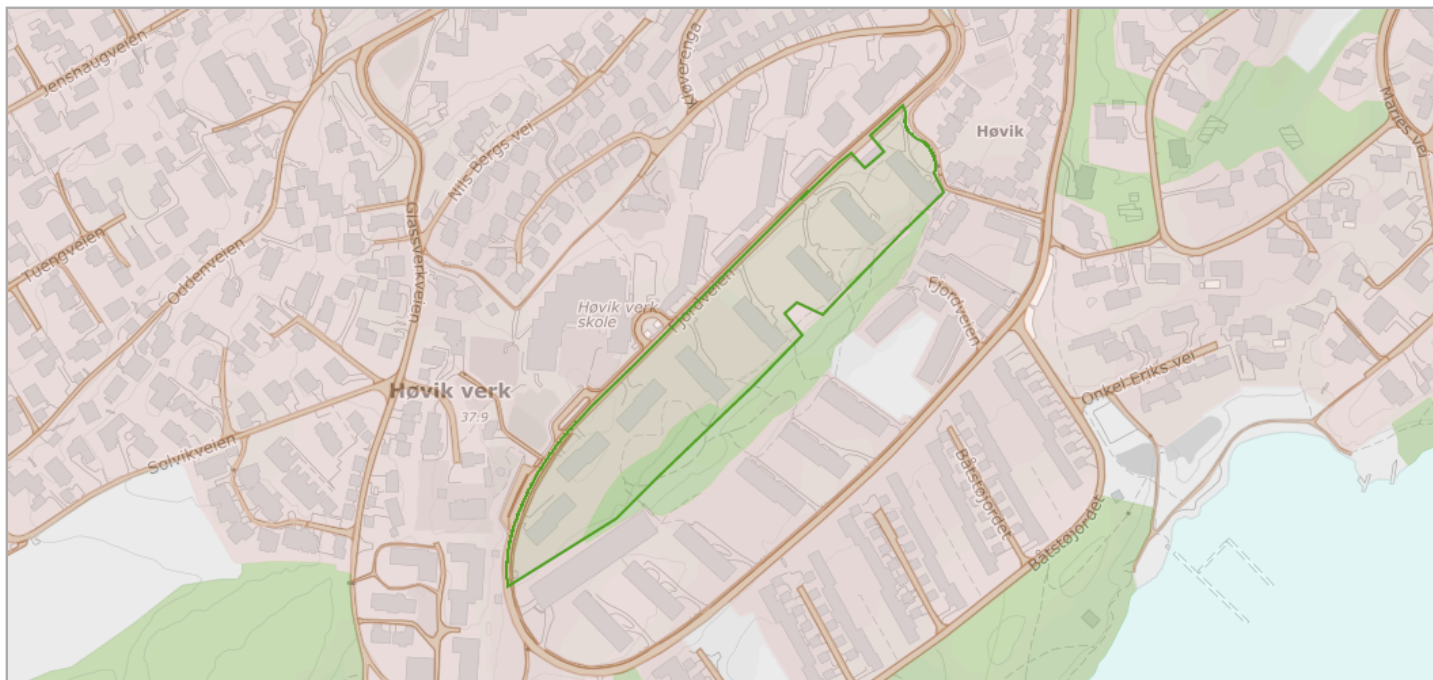 Jenshaugveien
Kloverenga
Maries vei
Høvik
Nils Bergs vei
Glassverkveien
Oddenveien
Tuengveien
Fjordveien
Fjordveien
Høvik verk
skole
Høvik verk
37.9
Onkel Eriks vei
Solvikveien
Båtstøjordet
Båtstøjordet